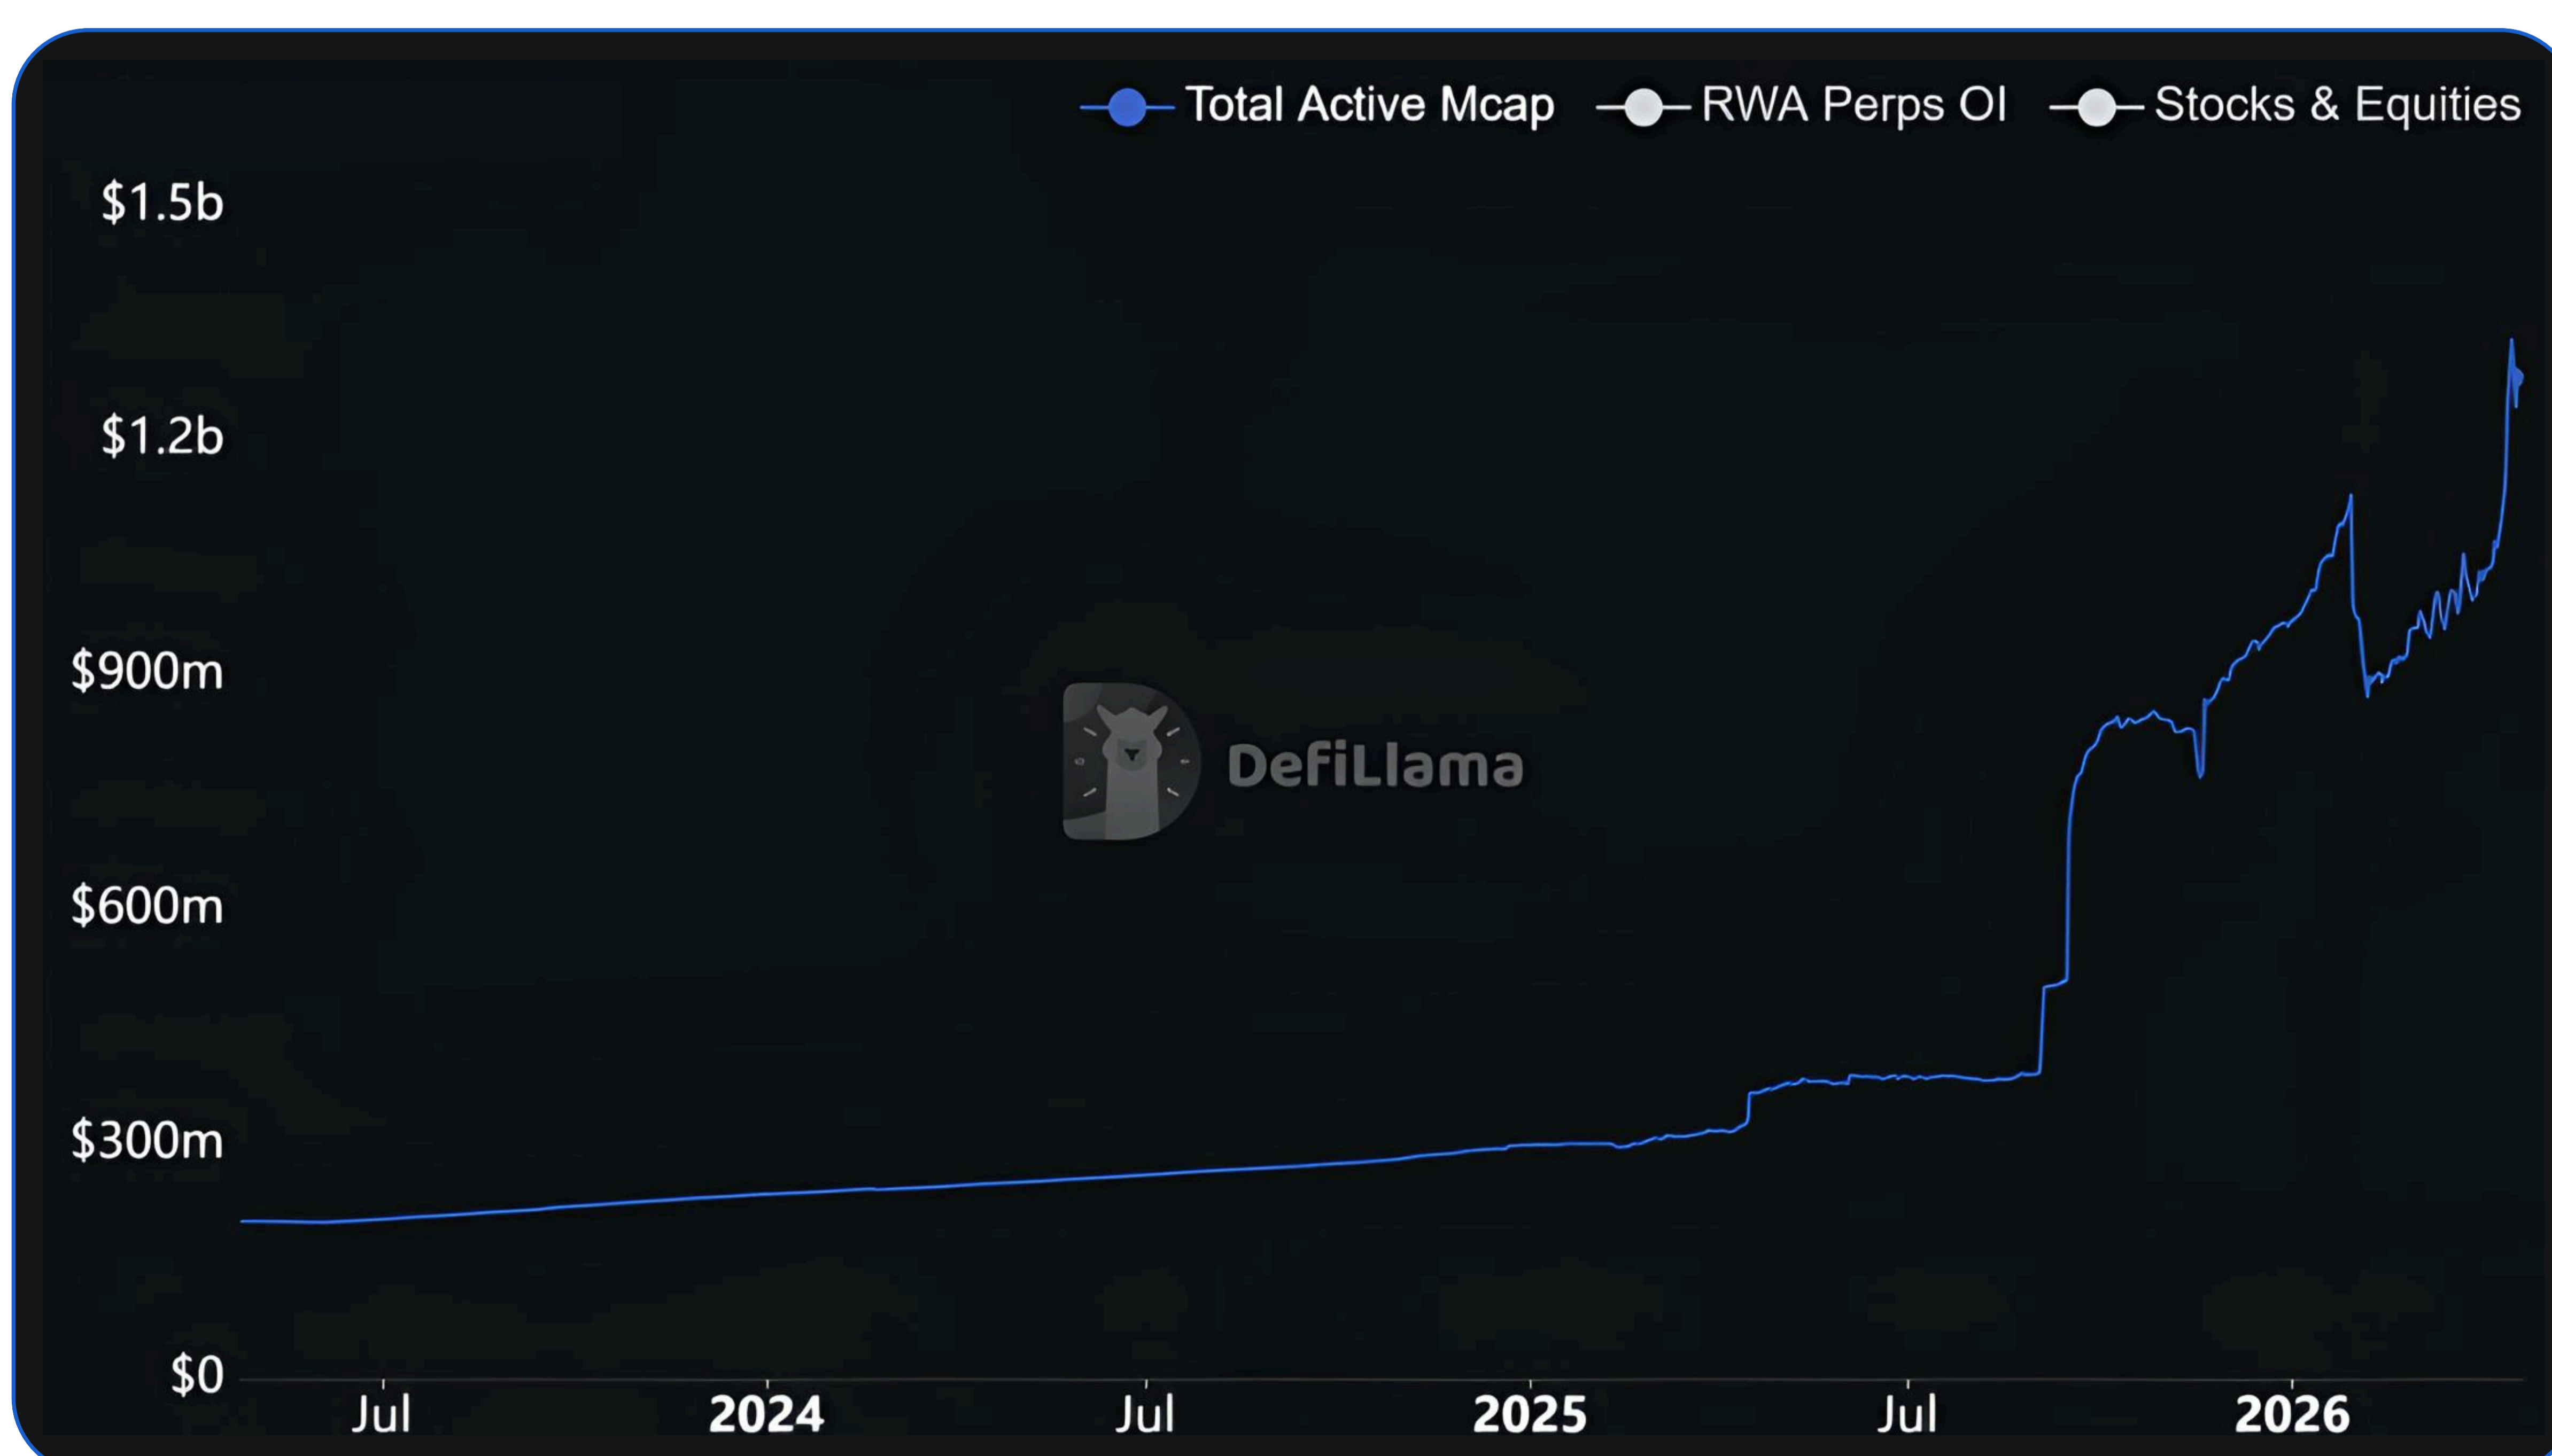 Total Active Mcap RWA Perps OI Stocks & Equities
$1.5b
$1.2b
$900m
DefiLlama
$600m
$300m
$0
Jul 2024 Jul 2025 Jul 2026